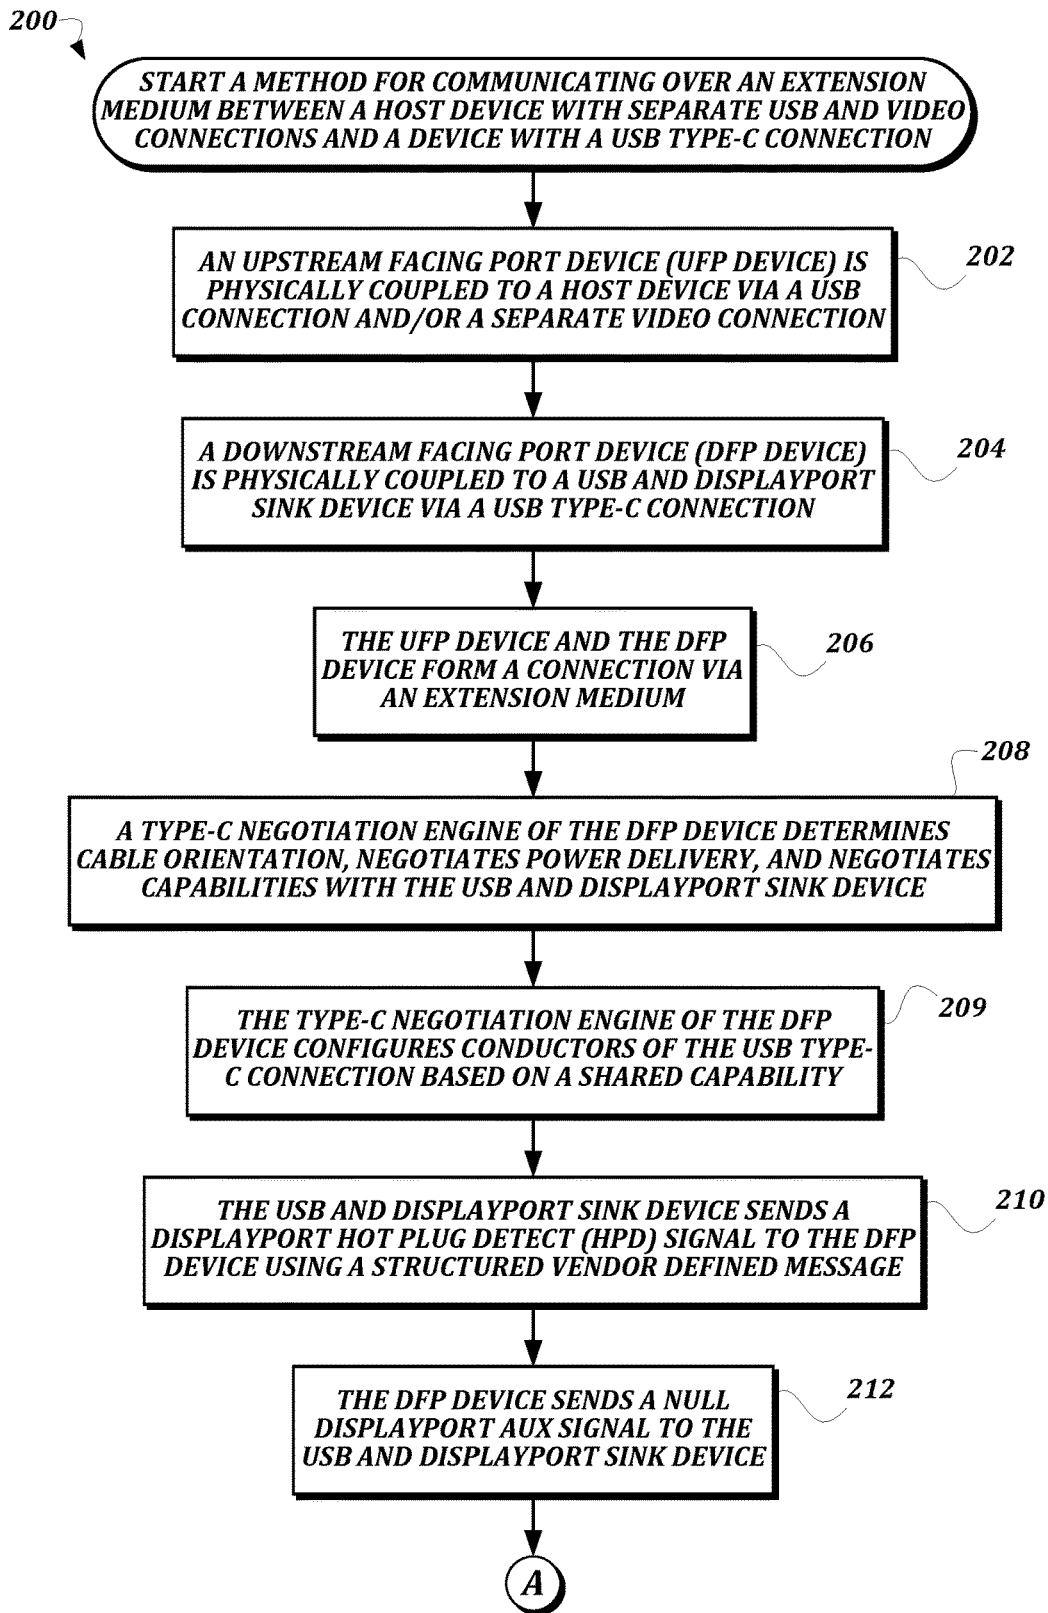 200
START A METHOD FOR COMMUNICATING OVER AN EXTENSION
MEDIUM BETWEEN A HOST DEVICE WITH SEPARATE USB AND VIDEO
CONNECTIONS AND A DEVICE WITH A USB TYPE-C CONNECTION
202
AN UPSTREAM FACING PORT DEVICE (UFP DEVICE) IS
PHYSICALLY COUPLED TO A HOST DEVICE VIA A USB
CONNECTION AND/OR A SEPARATE VIDEO CONNECTION
204
A DOWNSTREAM FACING PORT DEVICE (DFP DEVICE)
IS PHYSICALLY COUPLED TO A USB AND DISPLAYPORT
SINK DEVICE VIA A USB TYPE-C CONNECTION
206
THE UFP DEVICE AND THE DFP
DEVICE FORM A CONNECTION VIA
AN EXTENSION MEDIUM
208
A TYPE-C NEGOTIATION ENGINE OF THE DFP DEVICE DETERMINES
CABLE ORIENTATION, NEGOTIATES POWER DELIVERY, AND NEGOTIATES
CAPABILITIES WITH THE USB AND DISPLAYPORT SINK DEVICE
209
THE TYPE-C NEGOTIATION ENGINE OF THE DFP
DEVICE CONFIGURES CONDUCTORS OF THE USB TYPE-
C CONNECTION BASED ON A SHARED CAPABILITY
210
THE USB AND DISPLAYPORT SINK DEVICE SENDS A
DISPLAYPORT HOT PLUG DETECT (HPD) SIGNAL TO THE DFP
DEVICE USING A STRUCTURED VENDOR DEFINED MESSAGE
212
THE DFP DEVICE SENDS A NULL
DISPLAYPORT AUX SIGNAL TO THE
USB AND DISPLAYPORT SINK DEVICE
A